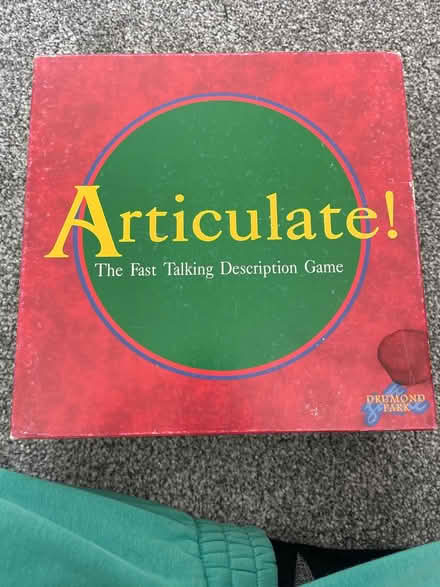 Articulate!
The Fast Talking Description Game
DRUMOND
PARK